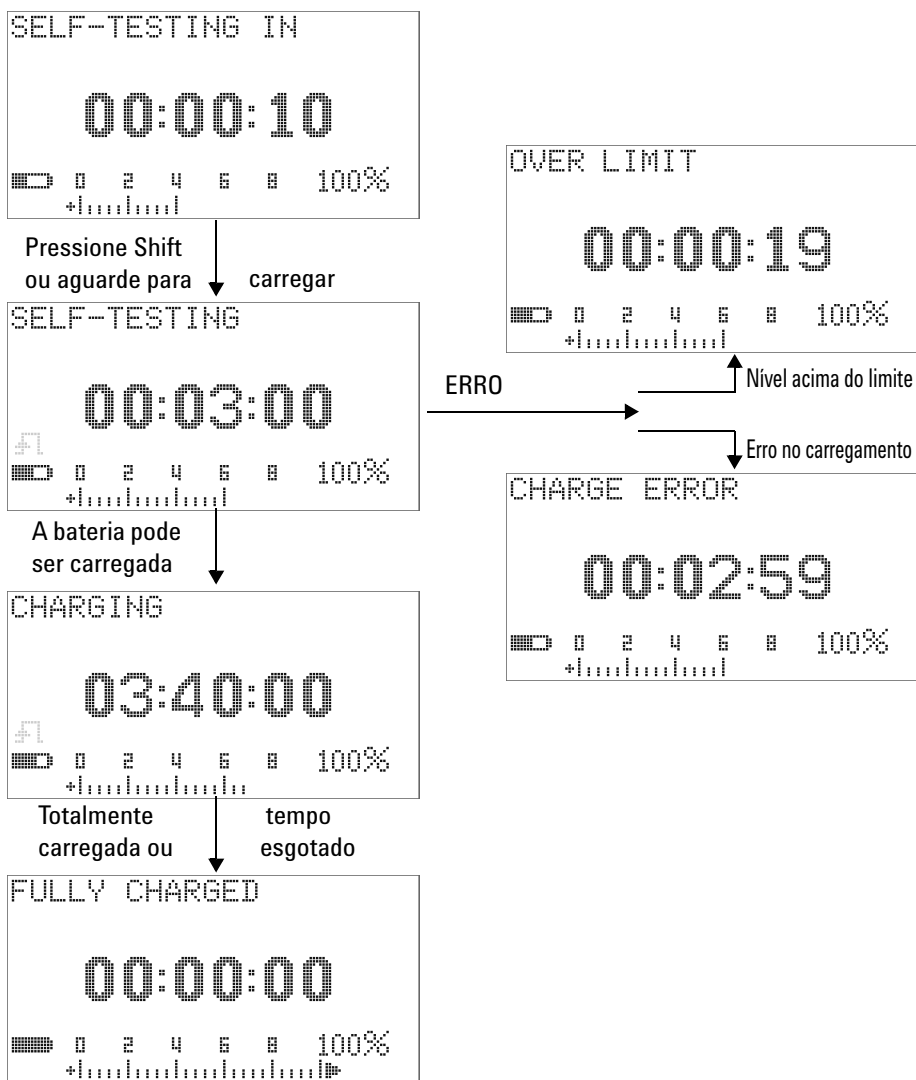 SELF-TESTING IN
00:00:10
0 2 4 6 8 100%
Pressione Shift
ou aguarde para carregar
SELF-TESTING
00:03:00
0 2 4 6 8 100%
A bateria pode
ser carregada
CHARGING
03:40:00
0 2 4 6 8 100%
Totalmente tempo
carregada ou esgotado
FULLY CHARGED
00:00:00
0 2 4 6 8 100%
ERRO
OVER LIMIT
00:00:19
0 2 4 6 8 100%
Nível acima do limite
Erro no carregamento
CHARGE ERROR
00:02:59
0 2 4 6 8 100%